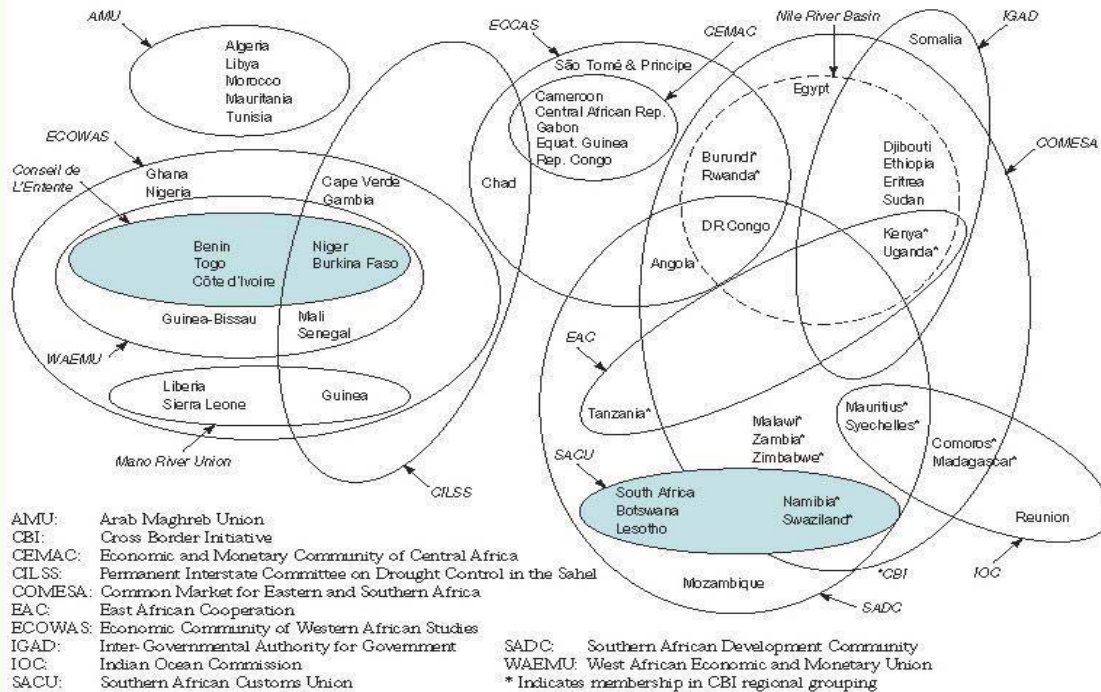 AMU
Algeria
Libya
Morocco
Mauritania
Tunisia
ECOWAS
Conseil de
L'Entente
Ghana
Nigeria
Cape Verde
Gambia
Benin
Togo
Côte d'Ivoire
Niger
Burkina Faso
Guinea-Bissau
Mali
Senegal
WAEMU
Liberia
Sierra Leone
Guinea
Mano River Union
CILSS
ECCAS
CEMAC
São Tomé & Principe
Cameroon
Central African Rep.
Gabon
Equat. Guinea
Rep. Congo
Chad
Nile River Basin
IGAD
Somalia
Egypt
COMESA
Burundi*
Rwanda*
Djibouti
Ethiopia
Eritrea
Sudan
DR Congo
Kenya*
Uganda*
Angola
EAC
Tanzania*
Malawi*
Zambia*
Zimbabwe*
Mauritius*
Syechelles*
Comoros*
Madagascar*
SACU
South Africa
Botswana
Lesotho
Namibia*
Swaziland*
Reunion
Mozambique
*CBI
SADC
IOC
AMU: Arab Maghreb Union
CBI: Cross Border Initiative
CEMAC: Economic and Monetary Community of Central Africa
CILSS: Permanent Interstate Committee on Drought Control in the Sahel
COMESA: Common Market for Eastern and Southern Africa
EAC: East African Cooperation
ECOWAS: Economic Community of Western African Studies
IGAD: Inter-Governmental Authority for Government
IOC: Indian Ocean Commission
SACU: Southern African Customs Union
SADC: Southern African Development Community
WAEMU: West African Economic and Monetary Union
* Indicates membership in CBI regional grouping